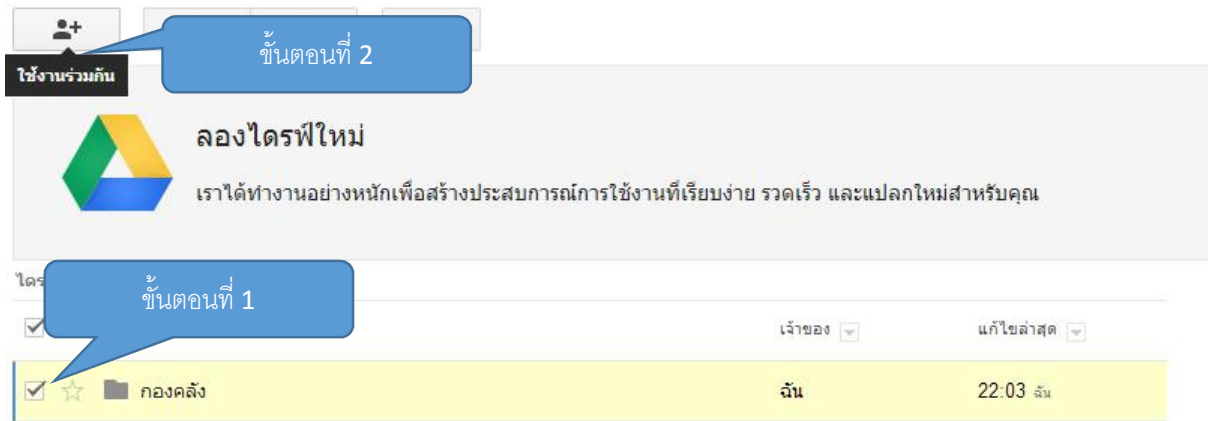 ขั้นตอนที่ 2
ใช้งานร่วมกัน
ลองไดรฟ์ใหม่
เราได้ทำงานอย่างหนักเพื่อสร้างประสบการณ์การใช้งานที่เรียบง่าย รวดเร็ว และแปลกใหม่สำหรับคุณ
ขั้นตอนที่ 1
เจ้าของ แก้ไขล่าสุด
กองคลัง ฉัน 22:03 ฉัน